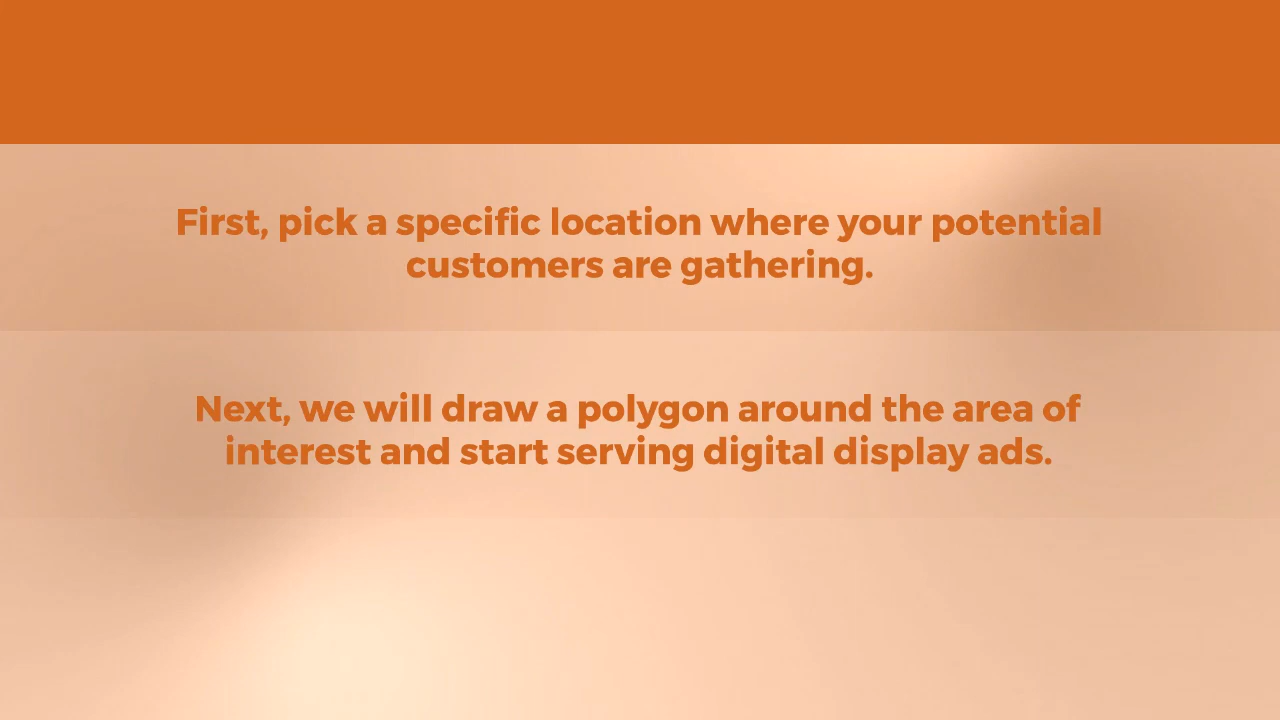 First, pick a specific location where your potential
customers are gathering.
Next, we will draw a polygon around the area of
interest and start serving digital display ads.